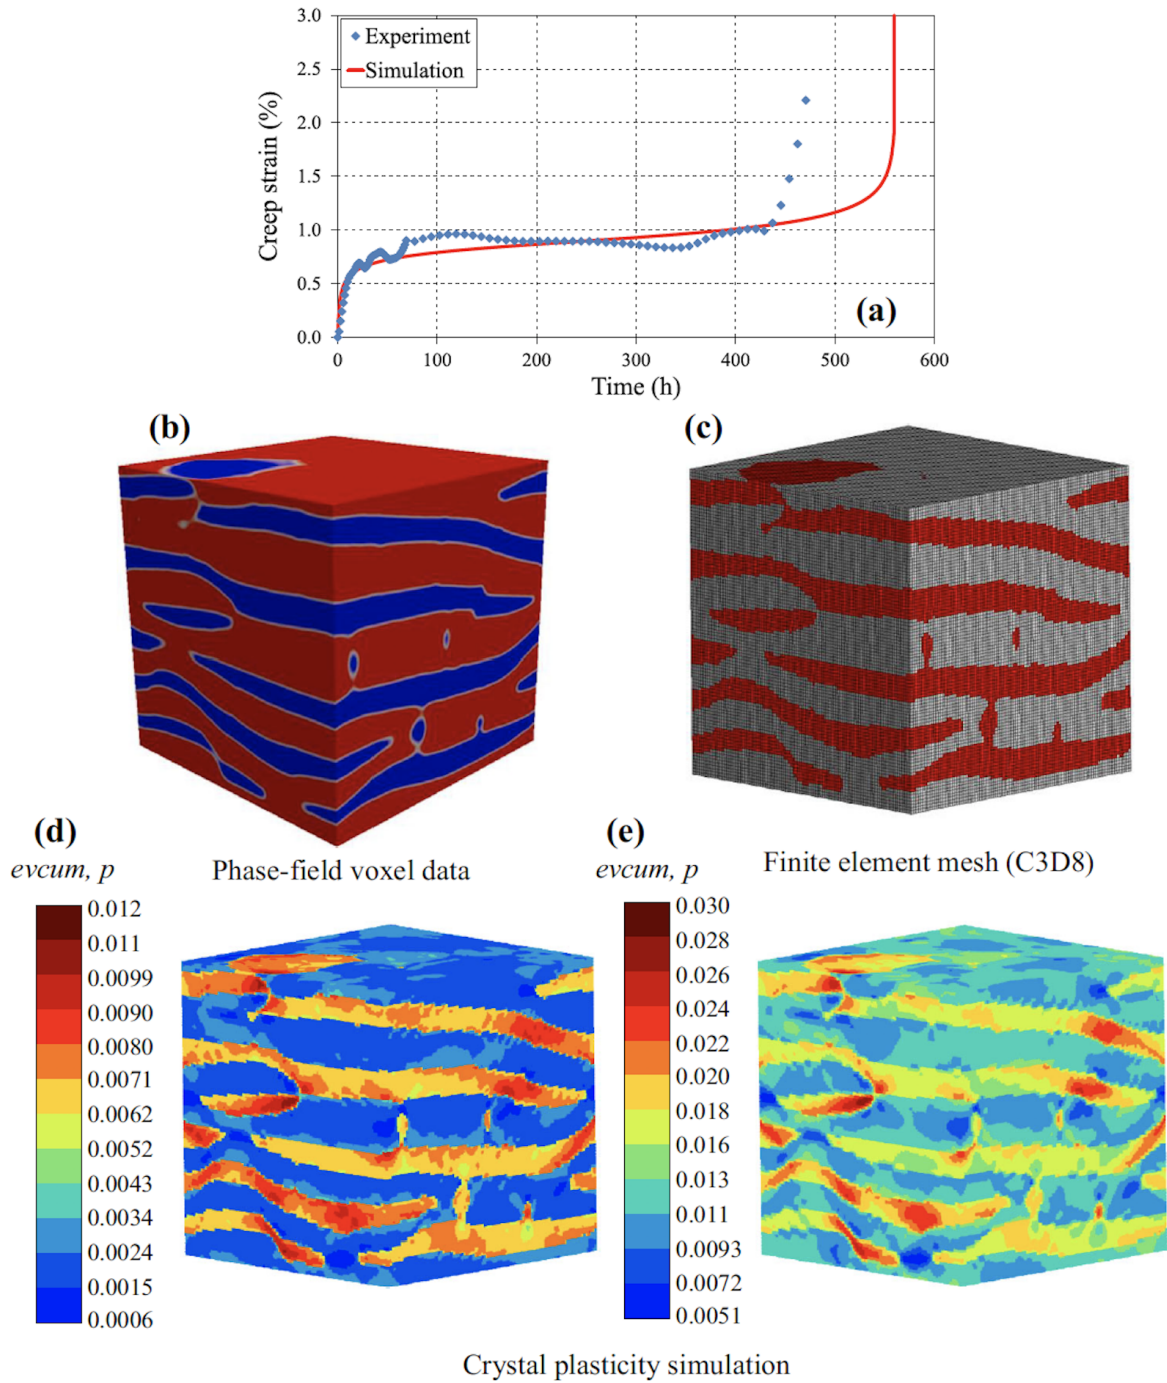 3.0
2.5
2.0
1.5
1.0
0.5
0.0
Creep strain (%)
Experiment
Simulation
(a)
0 100 200 300 400 500 600
Time (h)
(b)
(c)
Phase-field voxel data
Finite element mesh (C3D8)
(d)
evcum, p
0.012
0.011
0.0099
0.0090
0.0080
0.0071
0.0062
0.0052
0.0043
0.0034
0.0024
0.0015
0.0006
(e)
evcum, p
0.030
0.028
0.026
0.024
0.022
0.020
0.018
0.016
0.013
0.011
0.0093
0.0072
0.0051
Crystal plasticity simulation